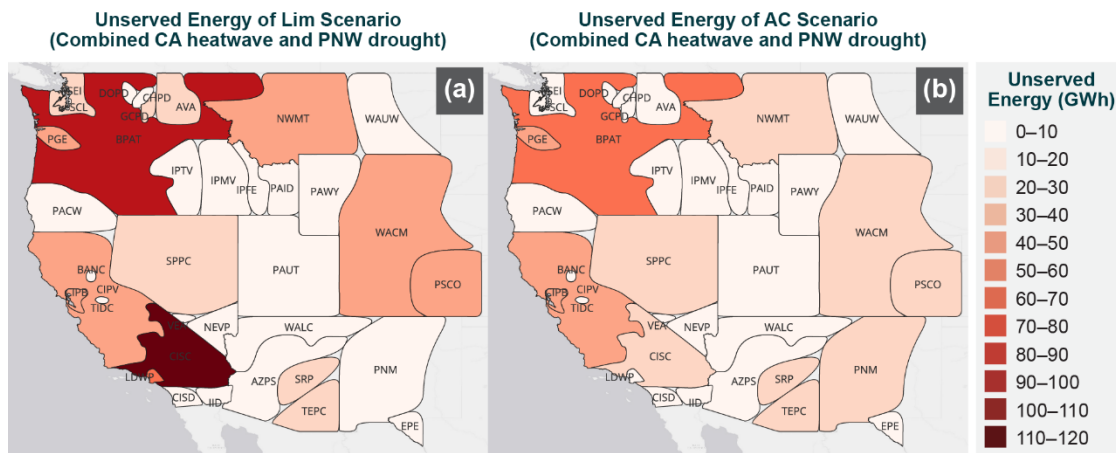 Unserved Energy of Lim Scenario
(Combined CA heatwave and PNW drought)
Unserved Energy of AC Scenario
(Combined CA heatwave and PNW drought)
(a)
PSEI
DOPD
CHPD
SCL
GCPD
AVA
NWMT
WAUW
PGE
BPAT
IPTV
IPMV
IPFE
PAID
PAWY
PACW
WACM
SPPC
BANC
PAUT
PSCO
CIPB
CIPV
TIDC
VEA
NEVP
WALC
CISC
LDWP
AZPS
SRP
PNM
CISD
IID
TEPC
EPE
(b)
PSEI
DOPD
CHPD
SCL
GCPD
AVA
NWMT
WAUW
PGE
BPAT
IPTV
IPMV
IPFE
PAID
PAWY
PACW
WACM
SPPC
BANC
PAUT
PSCO
CIPB
CIPV
TIDC
VEA
NEVP
WALC
CISC
LDWP
AZPS
SRP
PNM
CISD
IID
TEPC
EPE
Unserved
Energy (GWh)
0–10
10–20
20–30
30–40
40–50
50–60
60–70
70–80
80–90
90–100
100–110
110–120